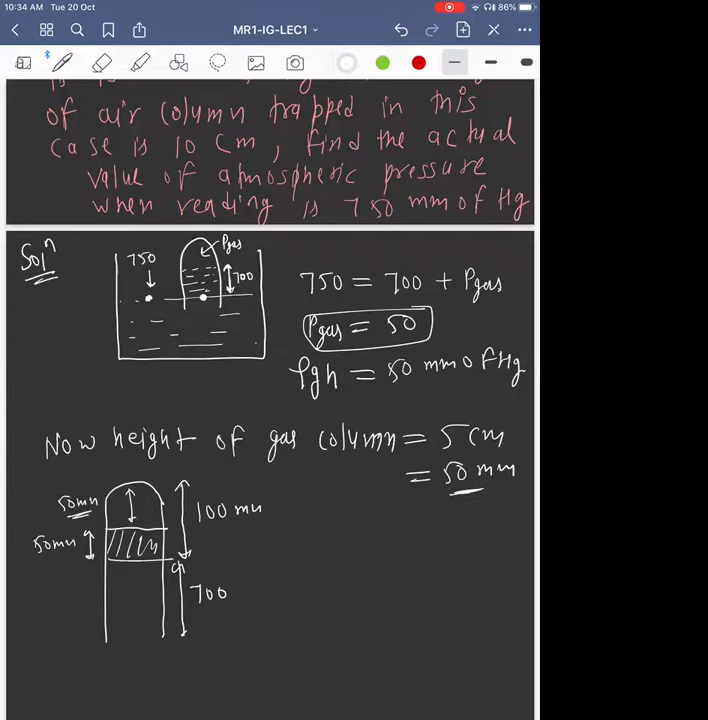 10:34 AM Tue 20 Oct
86%
MR1-IG-LEC1
of air column trapped in this
case is 10 cm, find the actual
value of atmospheric pressure
when reading is 750 mm of Hg
Solⁿ
750
Pgas
700
750 = 700 + Pgas
Pgas = 50
ρgh = 50 mm of Hg
Now height of gas column = 5 cm
= 50 mm
50mm
100 mm
50mm
700